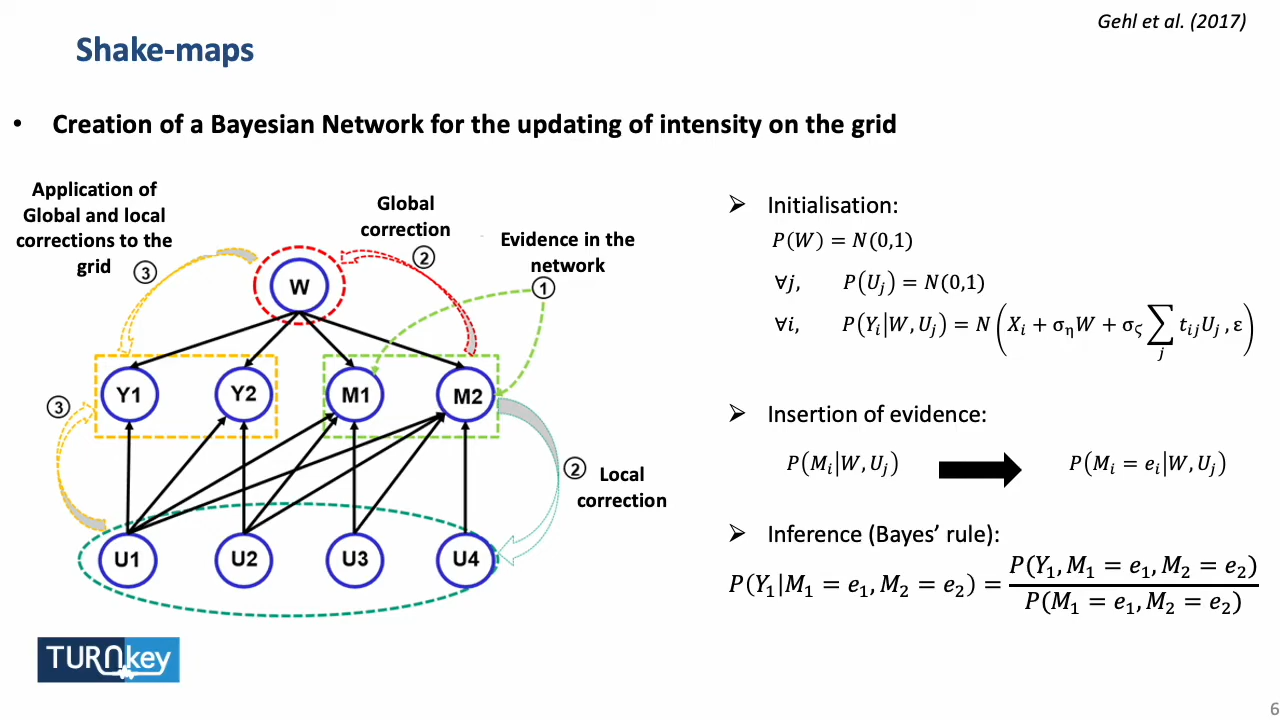 Gehl et al. (2017)
Shake-maps
• Creation of a Bayesian Network for the updating of intensity on the grid
Application of
Global and local
corrections to the
grid
③
Global
correction
②
Evidence in the
network
①
W
Y1
Y2
M1
M2
③
②
Local
correction
U1
U2
U3
U4
TURNkey
➢ Initialisation:
P(W) = N(0,1)
∀j, P(U_j) = N(0,1)
∀i, P(Y_i|W, U_j) = N(X_i + σ_η W + σ_ζ ∑_j t_ij U_j , ε)
➢ Insertion of evidence:
P(M_i|W, U_j) P(M_i = e_i|W, U_j)
➢ Inference (Bayes’ rule):
P(Y_1|M_1 = e_1, M_2 = e_2) = P(Y_1, M_1 = e_1, M_2 = e_2) / P(M_1 = e_1, M_2 = e_2)
6